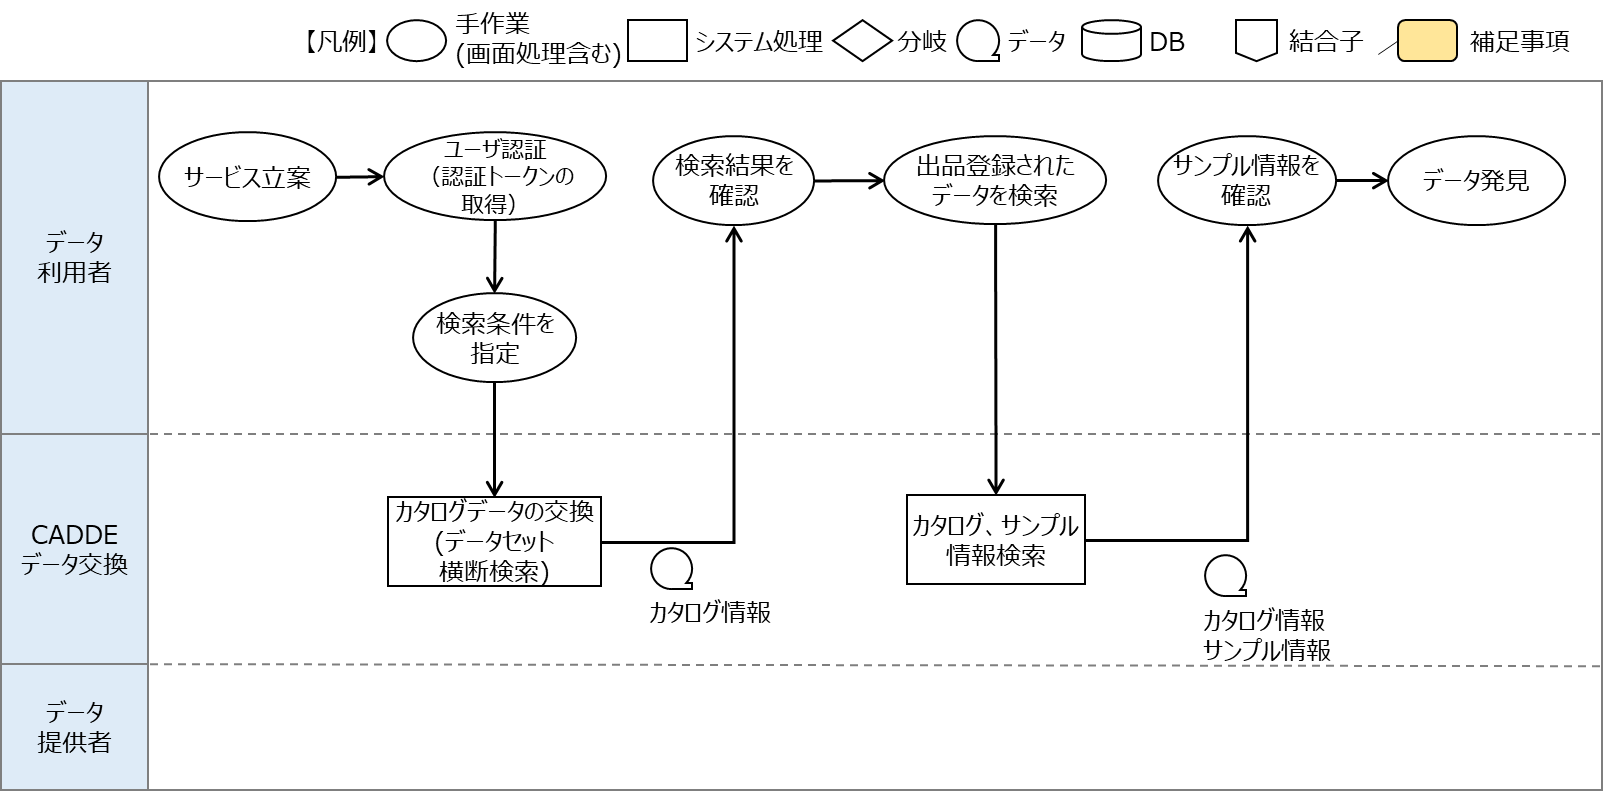 【凡例】
手作業
(画面処理含む)
システム処理
分岐
データ
DB
結合子
補足事項
データ
利用者
サービス立案
ユーザ認証
（認証トークンの
取得）
検索結果を
確認
出品登録された
データを検索
サンプル情報を
確認
データ発見
検索条件を
指定
CADDE
データ交換
カタログデータの交換
(データセット
横断検索)
カタログ情報
カタログ、サンプル
情報検索
カタログ情報
サンプル情報
データ
提供者